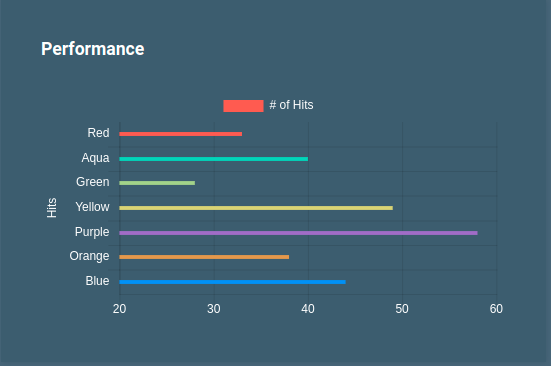 Performance
# of Hits
Red
Aqua
Green
Yellow
Hits
Purple
Orange
Blue
20 30 40 50 60